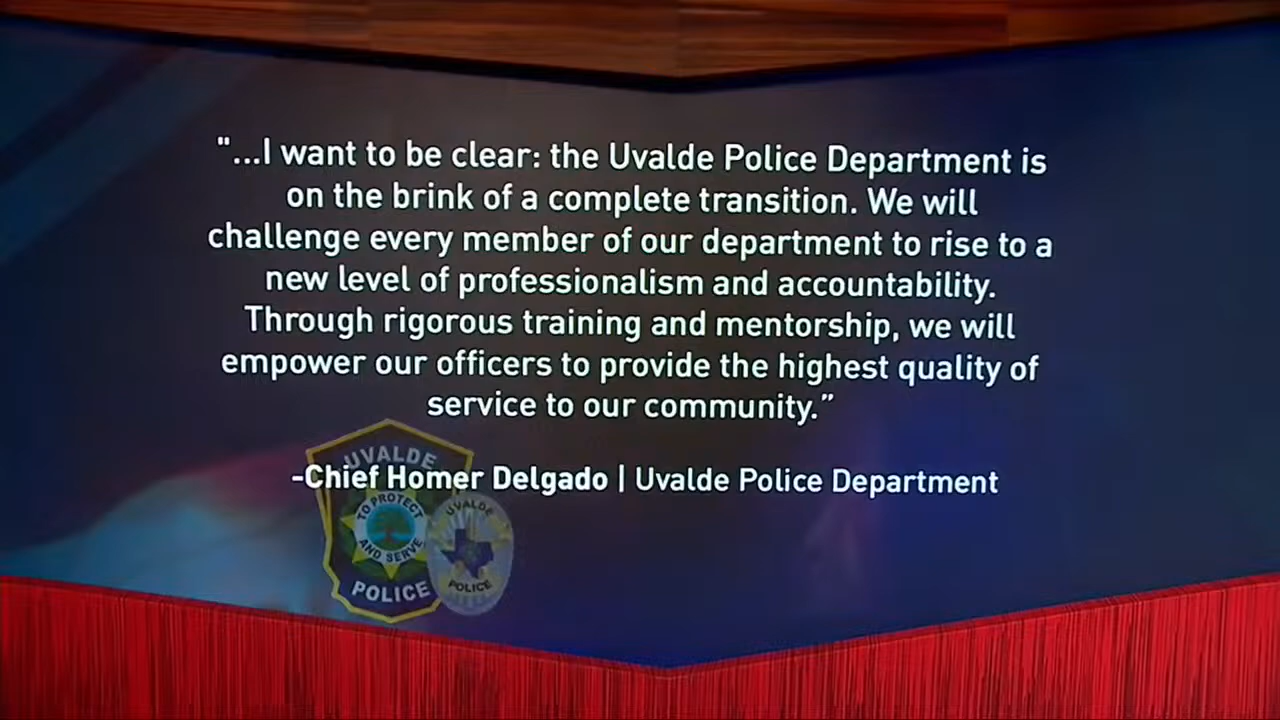 "...I want to be clear: the Uvalde Police Department is
on the brink of a complete transition. We will
challenge every member of our department to rise to a
new level of professionalism and accountability.
Through rigorous training and mentorship, we will
empower our officers to provide the highest quality of
service to our community.”
-Chief Homer Delgado | Uvalde Police Department
UVALDE
TO PROTECT
AND SERVE
POLICE
UVALDE
POLICE